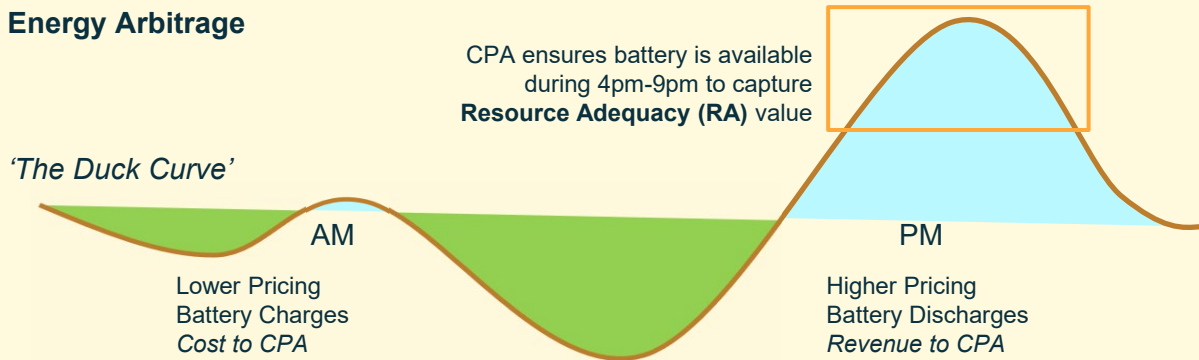 Energy Arbitrage
CPA ensures battery is available
during 4pm-9pm to capture
Resource Adequacy (RA) value
‘The Duck Curve’
AM
PM
Lower Pricing
Battery Charges
Cost to CPA
Higher Pricing
Battery Discharges
Revenue to CPA